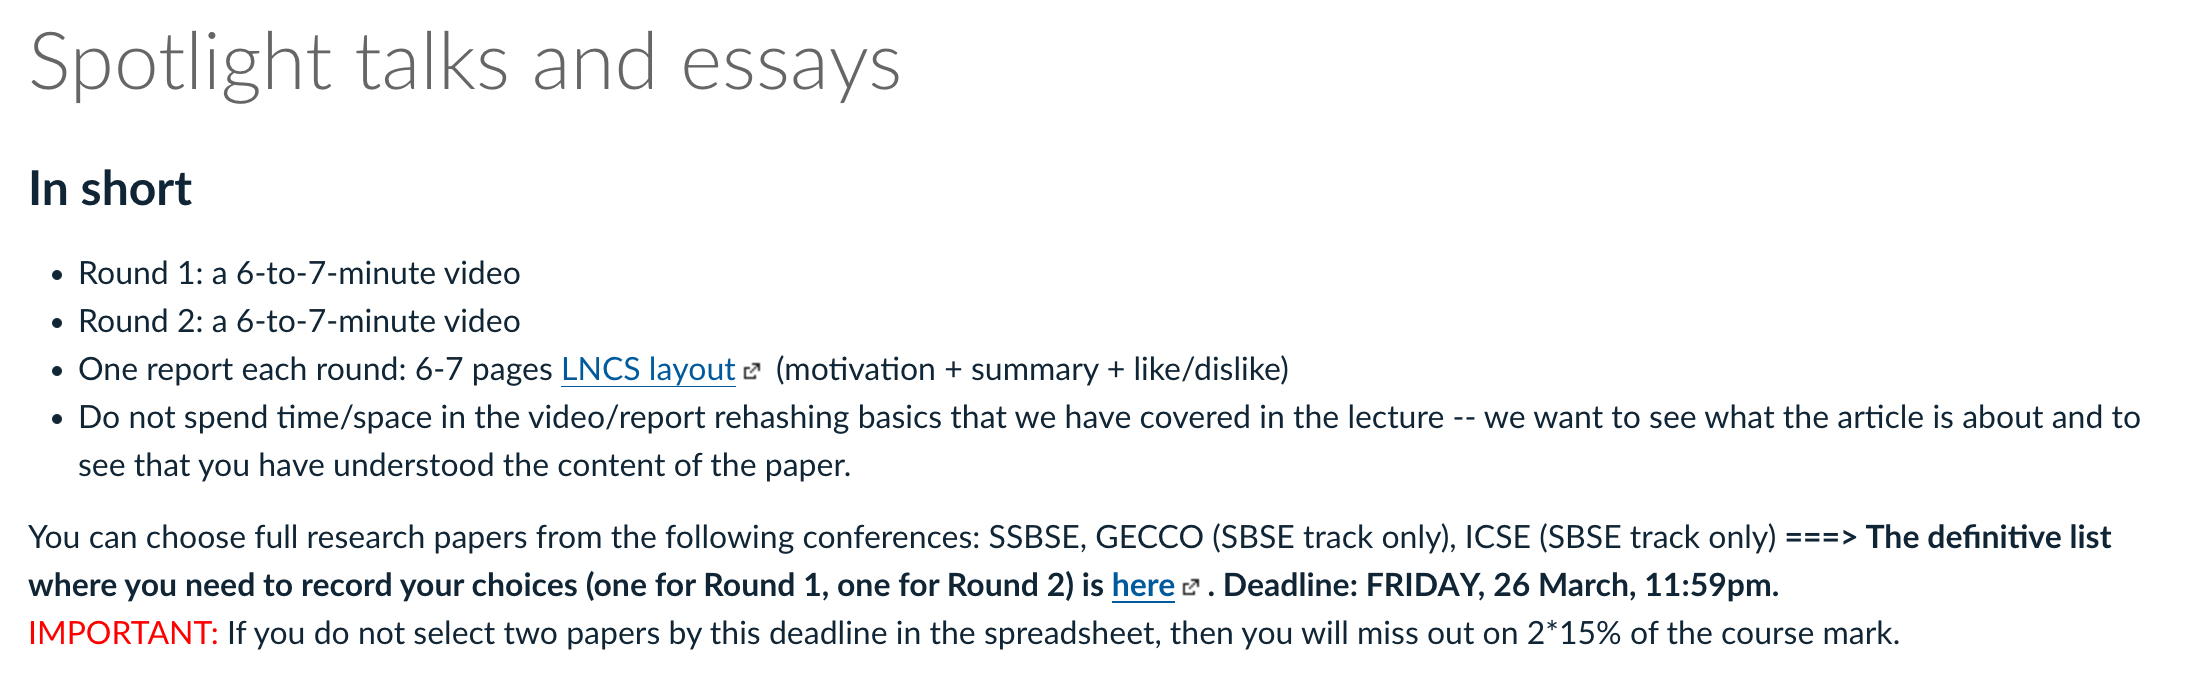 Spotlight talks and essays
In short
• Round 1: a 6-to-7-minute video
• Round 2: a 6-to-7-minute video
• One report each round: 6-7 pages LNCS layout (motivation + summary + like/dislike)
• Do not spend time/space in the video/report rehashing basics that we have covered in the lecture -- we want to see what the article is about and to
see that you have understood the content of the paper.
You can choose full research papers from the following conferences: SSBSE, GECCO (SBSE track only), ICSE (SBSE track only) ===> The definitive list
where you need to record your choices (one for Round 1, one for Round 2) is here . Deadline: FRIDAY, 26 March, 11:59pm.
IMPORTANT: If you do not select two papers by this deadline in the spreadsheet, then you will miss out on 2*15% of the course mark.